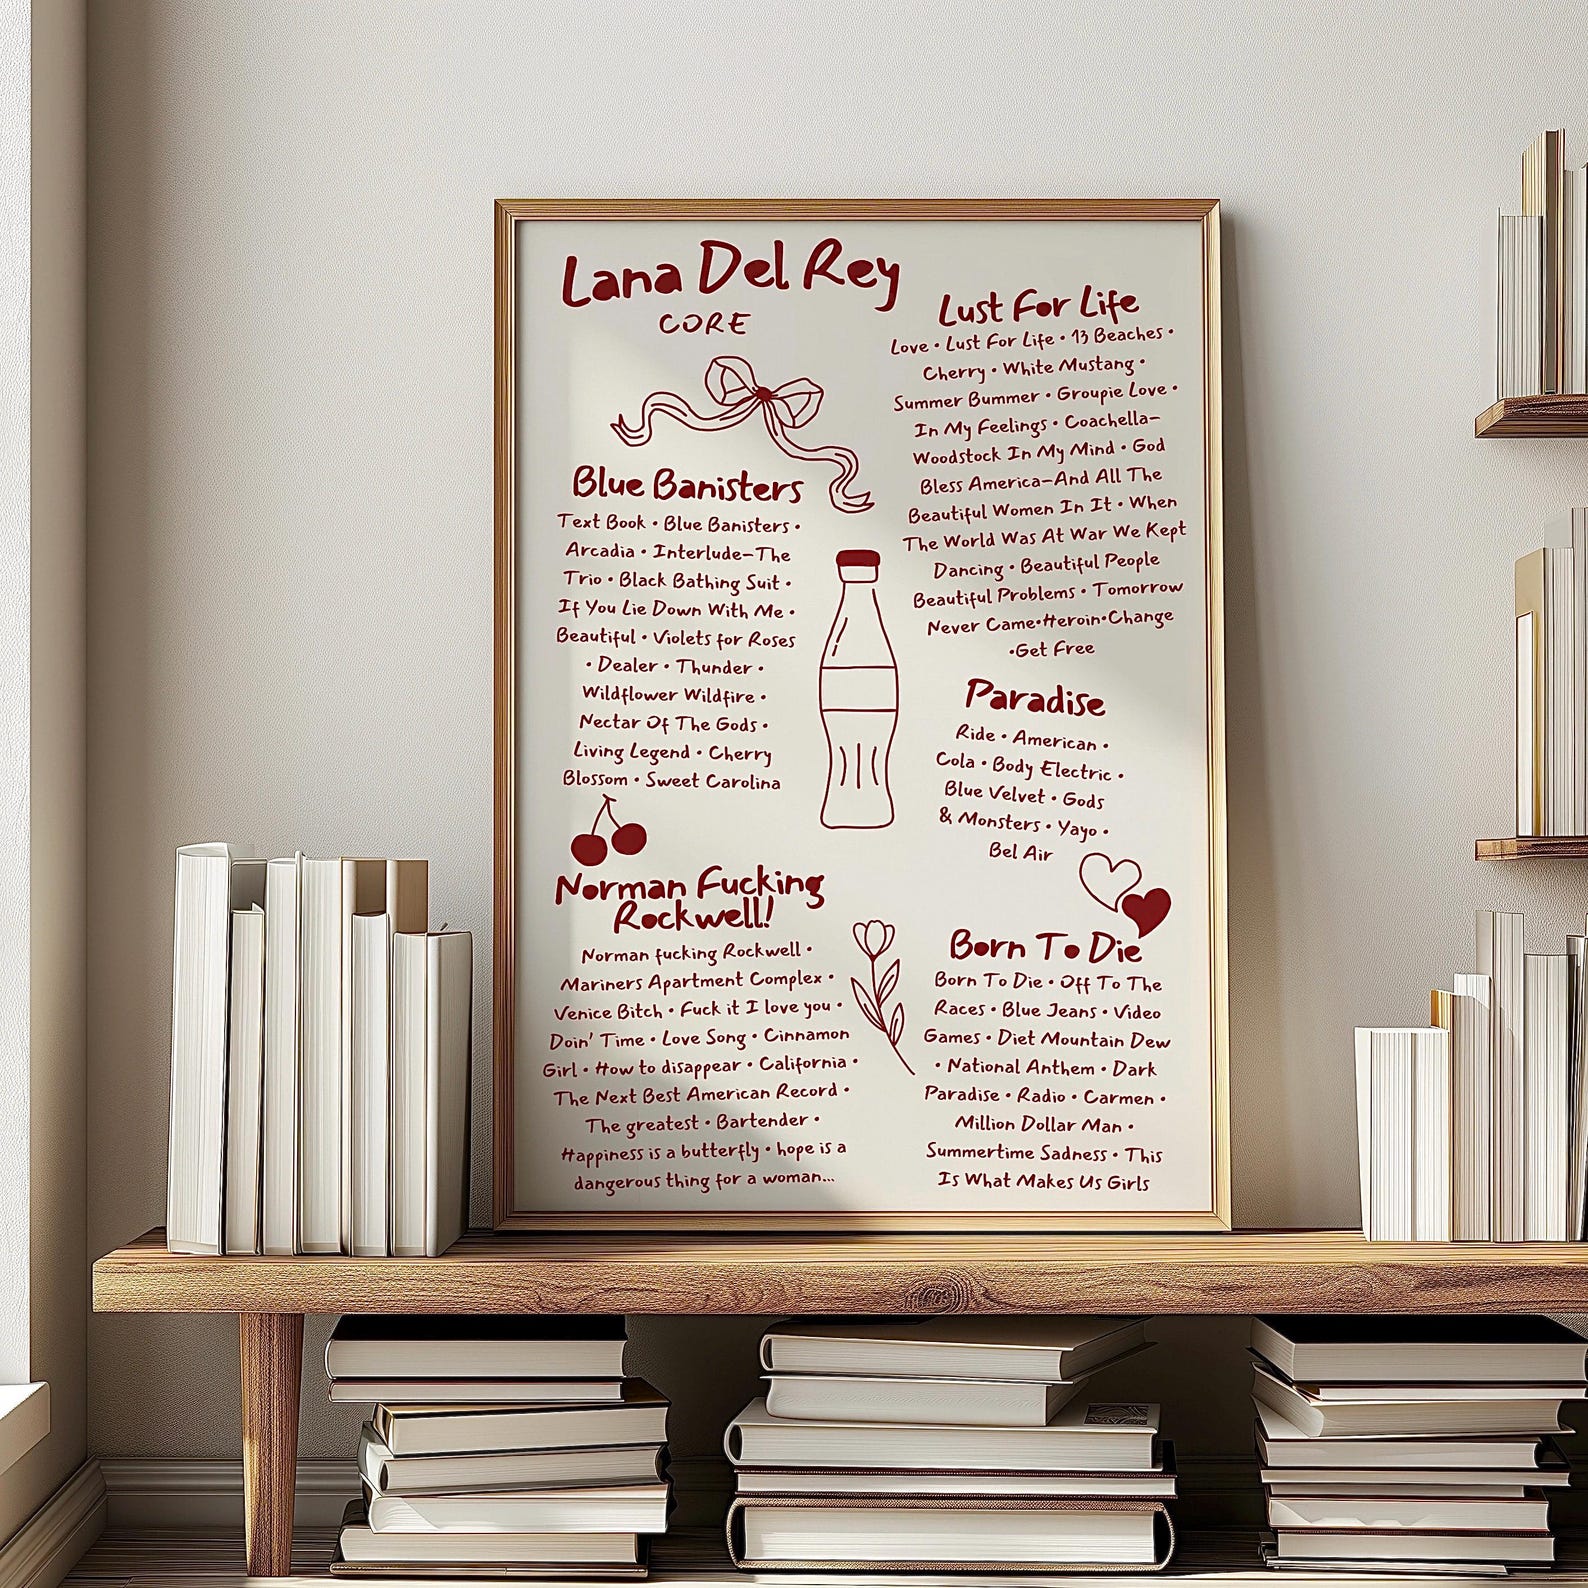 Lana Del Rey
CORE
Blue Banisters
Text Book • Blue Banisters •
Arcadia • Interlude–The
Trio • Black Bathing Suit •
If You Lie Down With Me •
Beautiful • Violets for Roses
• Dealer • Thunder •
Wildflower Wildfire •
Nectar Of The Gods •
Living Legend • Cherry
Blossom • Sweet Carolina
Norman Fucking
Rockwell!
Norman fucking Rockwell •
Mariners Apartment Complex •
Venice Bitch • Fuck it I love you •
Doin' Time • Love Song • Cinnamon
Girl • How to disappear • California •
The Next Best American Record •
The greatest • Bartender •
Happiness is a butterfly • hope is a
dangerous thing for a woman...
Lust For Life
Love • Lust For Life • 13 Beaches •
Cherry • White Mustang •
Summer Bummer • Groupie Love •
In My Feelings • Coachella–
Woodstock In My Mind • God
Bless America–And All The
Beautiful Women In It • When
The World Was At War We Kept
Dancing • Beautiful People
Beautiful Problems • Tomorrow
Never Came•Heroin•Change
•Get Free
Paradise
Ride • American •
Cola • Body Electric •
Blue Velvet • Gods
& Monsters • Yayo •
Bel Air
Born To Die
Born To Die • Off To The
Races • Blue Jeans • Video
Games • Diet Mountain Dew
• National Anthem • Dark
Paradise • Radio • Carmen •
Million Dollar Man •
Summertime Sadness • This
Is What Makes Us Girls